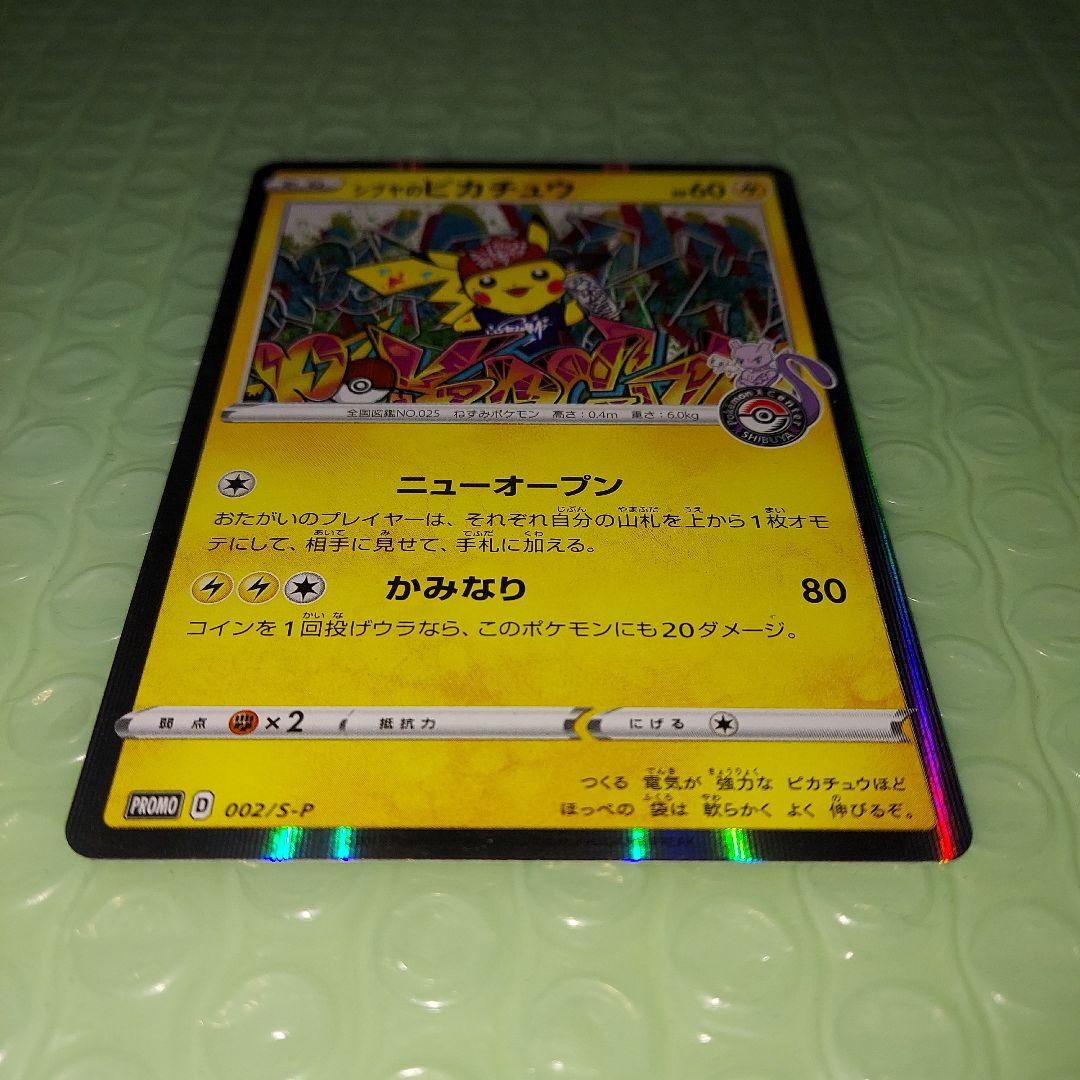 シブヤのピカチュウ 60
全国図鑑NO.025 ねずみポケモン 高さ:0.4m 重さ:6.0kg
Pokémon center
SHIBUYA
ニューオープン
おたがいのプレイヤーは、それぞれ自分の山札を上から1枚オモ
テにして、相手に見せて、手札に加える。
かみなり 80
コインを1回投げウラなら、このポケモンにも20ダメージ。
弱点 ×2 抵抗力 にげる
つくる 電気が 強力な ピカチュウほど
ほっぺの 袋は 軟らかく よく 伸びるぞ。
PROMO D 002/S-P